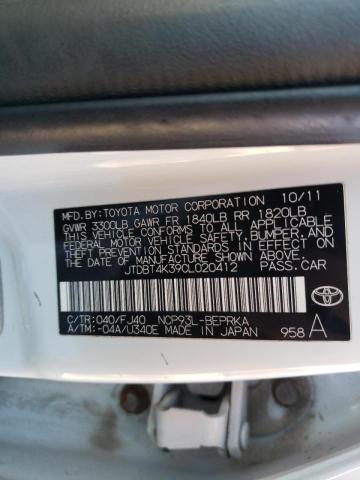 MFD.BY:TOYOTA MOTOR CORPORATION 10/11
GVWR 3300LB GAWR FR 1840LB RR 1820LB
THIS VEHICLE CONFORMS TO ALL APPLICABLE
FEDERAL MOTOR VEHICLE SAFETY, BUMPER, AND
THEFT PREVENTION STANDARDS IN EFFECT ON
THE DATE OF MANUFACTURE SHOWN ABOVE.
JTDBT4K39CL020412 PASS.CAR
C/TR:040/FJ40 NCP93L-BEPRKA
A/TM:-04A/U340E MADE IN JAPAN 958 A
TOYOTA